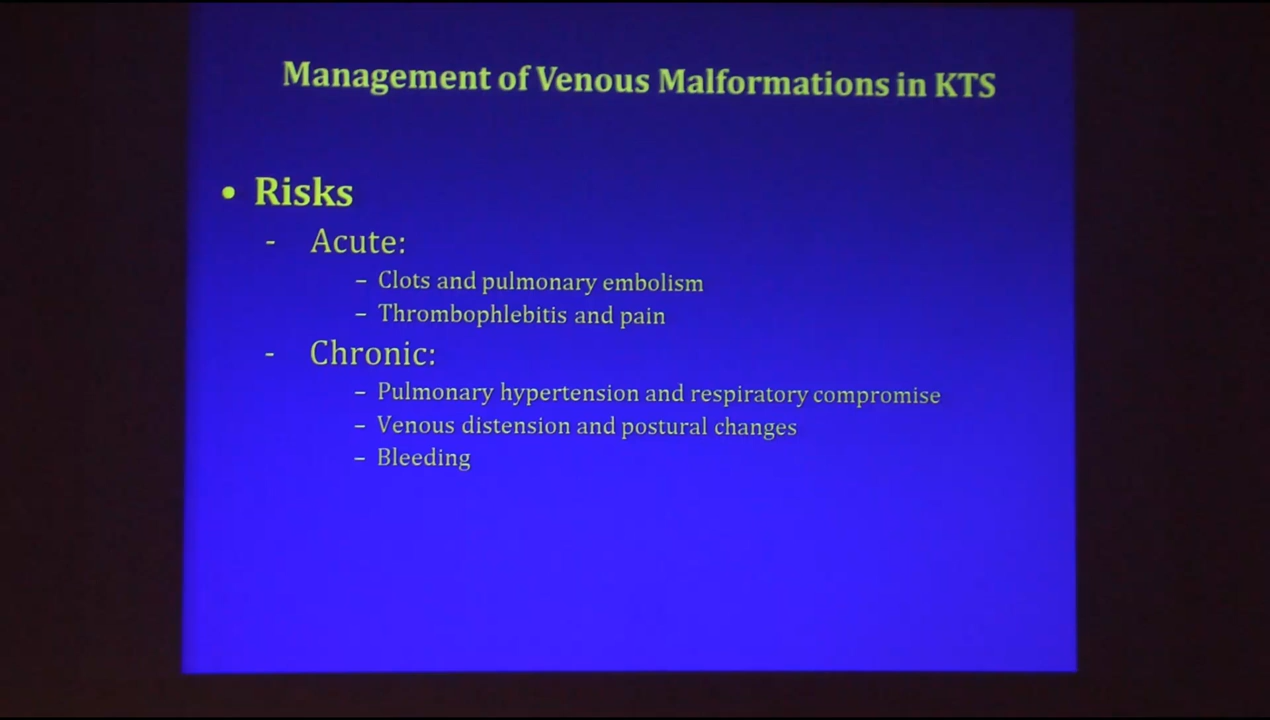 Management of Venous Malformations in KTS
• Risks
- Acute:
– Clots and pulmonary embolism
– Thrombophlebitis and pain
- Chronic:
– Pulmonary hypertension and respiratory compromise
– Venous distension and postural changes
– Bleeding